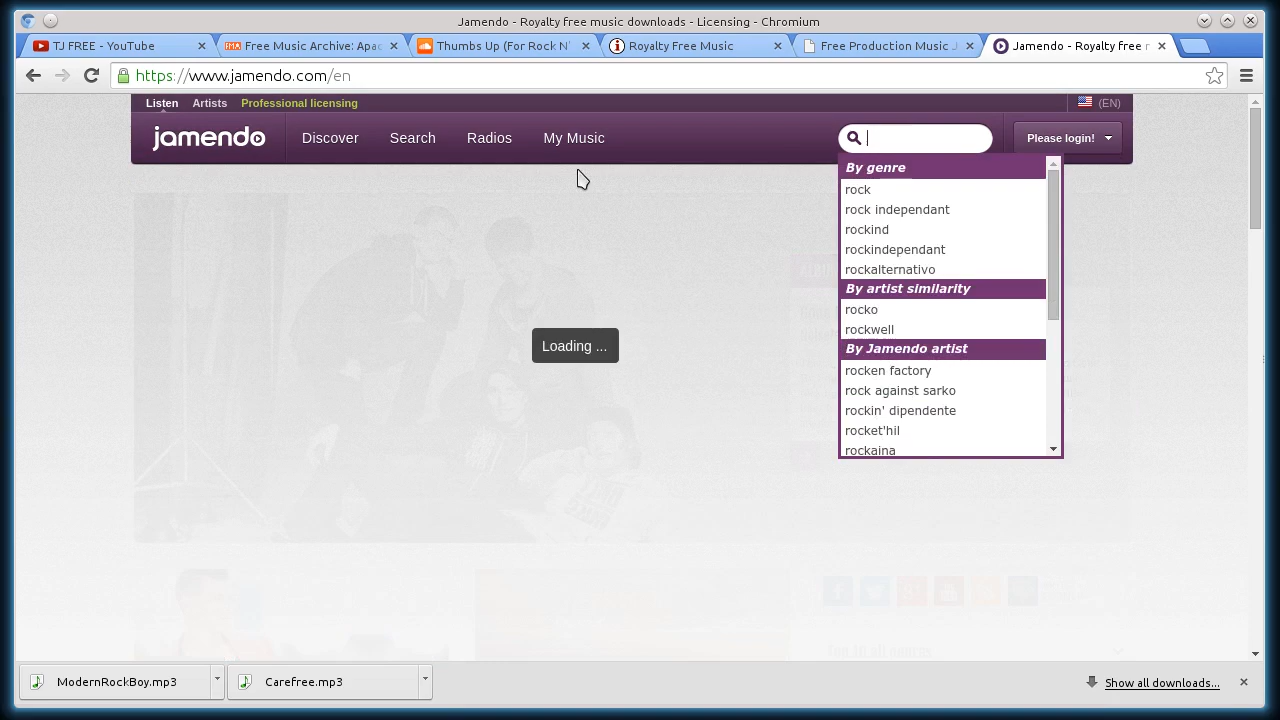 Jamendo - Royalty free music downloads - Licensing - Chromium
TJ FREE - YouTube
Free Music Archive: Apac
Thumbs Up (For Rock N
Royalty Free Music
Free Production Music J
Jamendo - Royalty free r
https://www.jamendo.com/en
Listen Artists Professional licensing (EN)
jamendo Discover Search Radios My Music Please login!
By genre
rock
rock independant
rockind
rockindependant
rockalternativo
By artist similarity
rocko
rockwell
By Jamendo artist
rocken factory
rock against sarko
rockin' dipendente
rocket'hil
rockaina
Loading ...
ModernRockBoy.mp3
Carefree.mp3
Show all downloads...